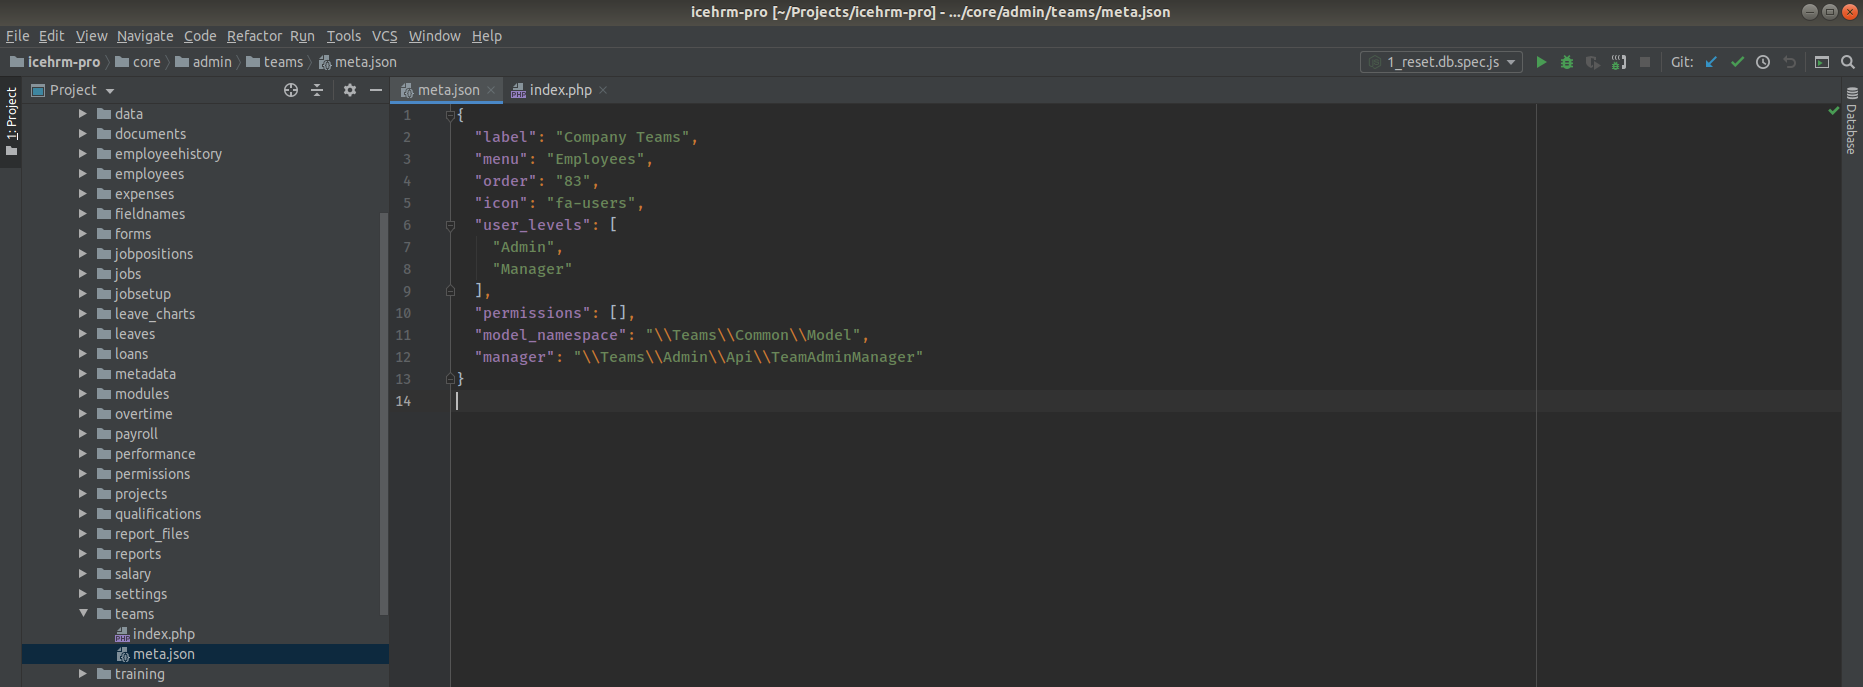 icehrm-pro [~/Projects/icehrm-pro] - .../core/admin/teams/meta.json
File Edit View Navigate Code Refactor Run Tools VCS Window Help
icehrm-pro core admin teams meta.json
1_reset.db.spec.js Git:
1: Project
Project
data
documents
employeehistory
employees
expenses
fieldnames
forms
jobpositions
jobs
jobsetup
leave_charts
leaves
loans
metadata
modules
overtime
payroll
performance
permissions
projects
qualifications
report_files
reports
salary
settings
teams
index.php
meta.json
training
meta.json index.php
1 {
2 "label": "Company Teams",
3 "menu": "Employees",
4 "order": "83",
5 "icon": "fa-users",
6 "user_levels": [
7 "Admin",
8 "Manager"
9 ],
10 "permissions": [],
11 "model_namespace": "\\Teams\\Common\\Model",
12 "manager": "\\Teams\\Admin\\Api\\TeamAdminManager"
13 }
14
Database